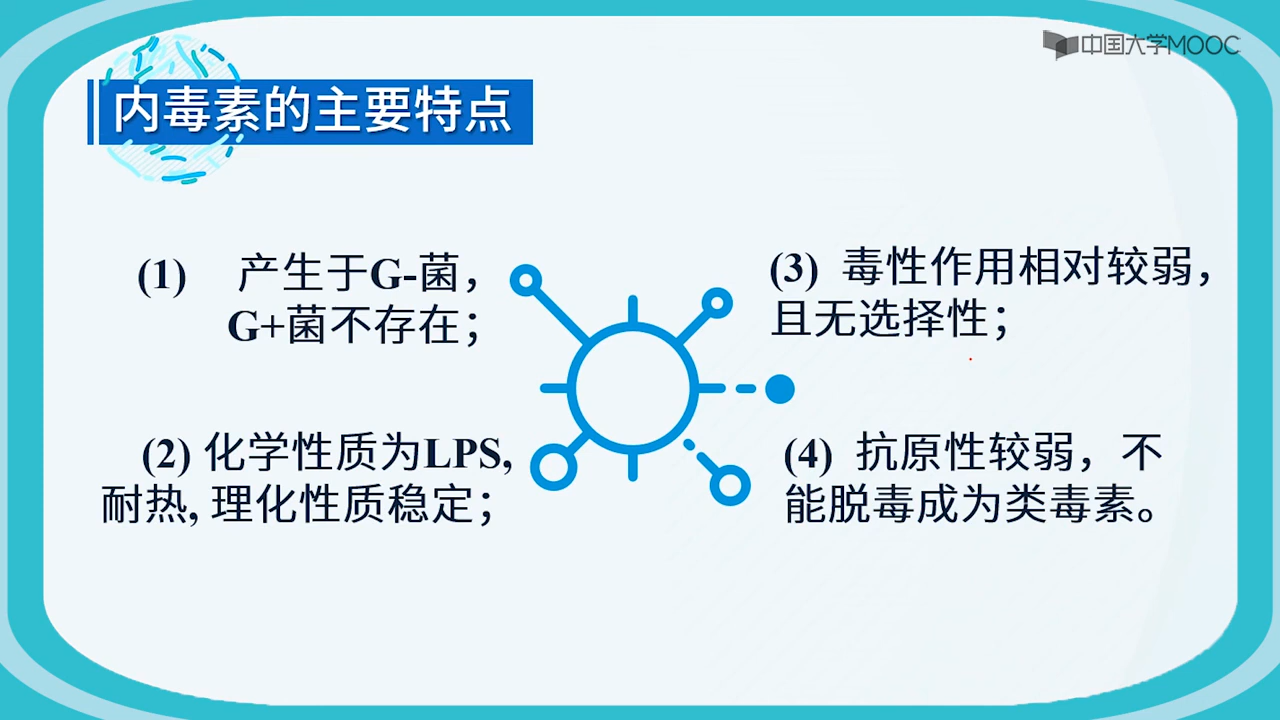 中国大学MOOC
内毒素的主要特点
(1) 产生于G-菌，
G+菌不存在；
(2) 化学性质为LPS,
耐热, 理化性质稳定；
(3) 毒性作用相对较弱，
且无选择性；
(4) 抗原性较弱，不
能脱毒成为类毒素。